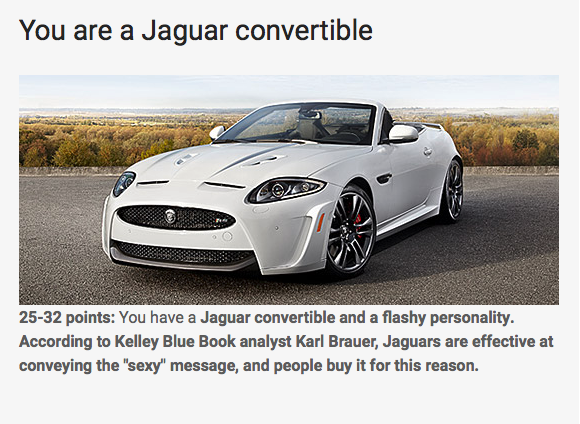 You are a Jaguar convertible
25-32 points: You have a Jaguar convertible and a flashy personality.
According to Kelley Blue Book analyst Karl Brauer, Jaguars are effective at
conveying the "sexy" message, and people buy it for this reason.